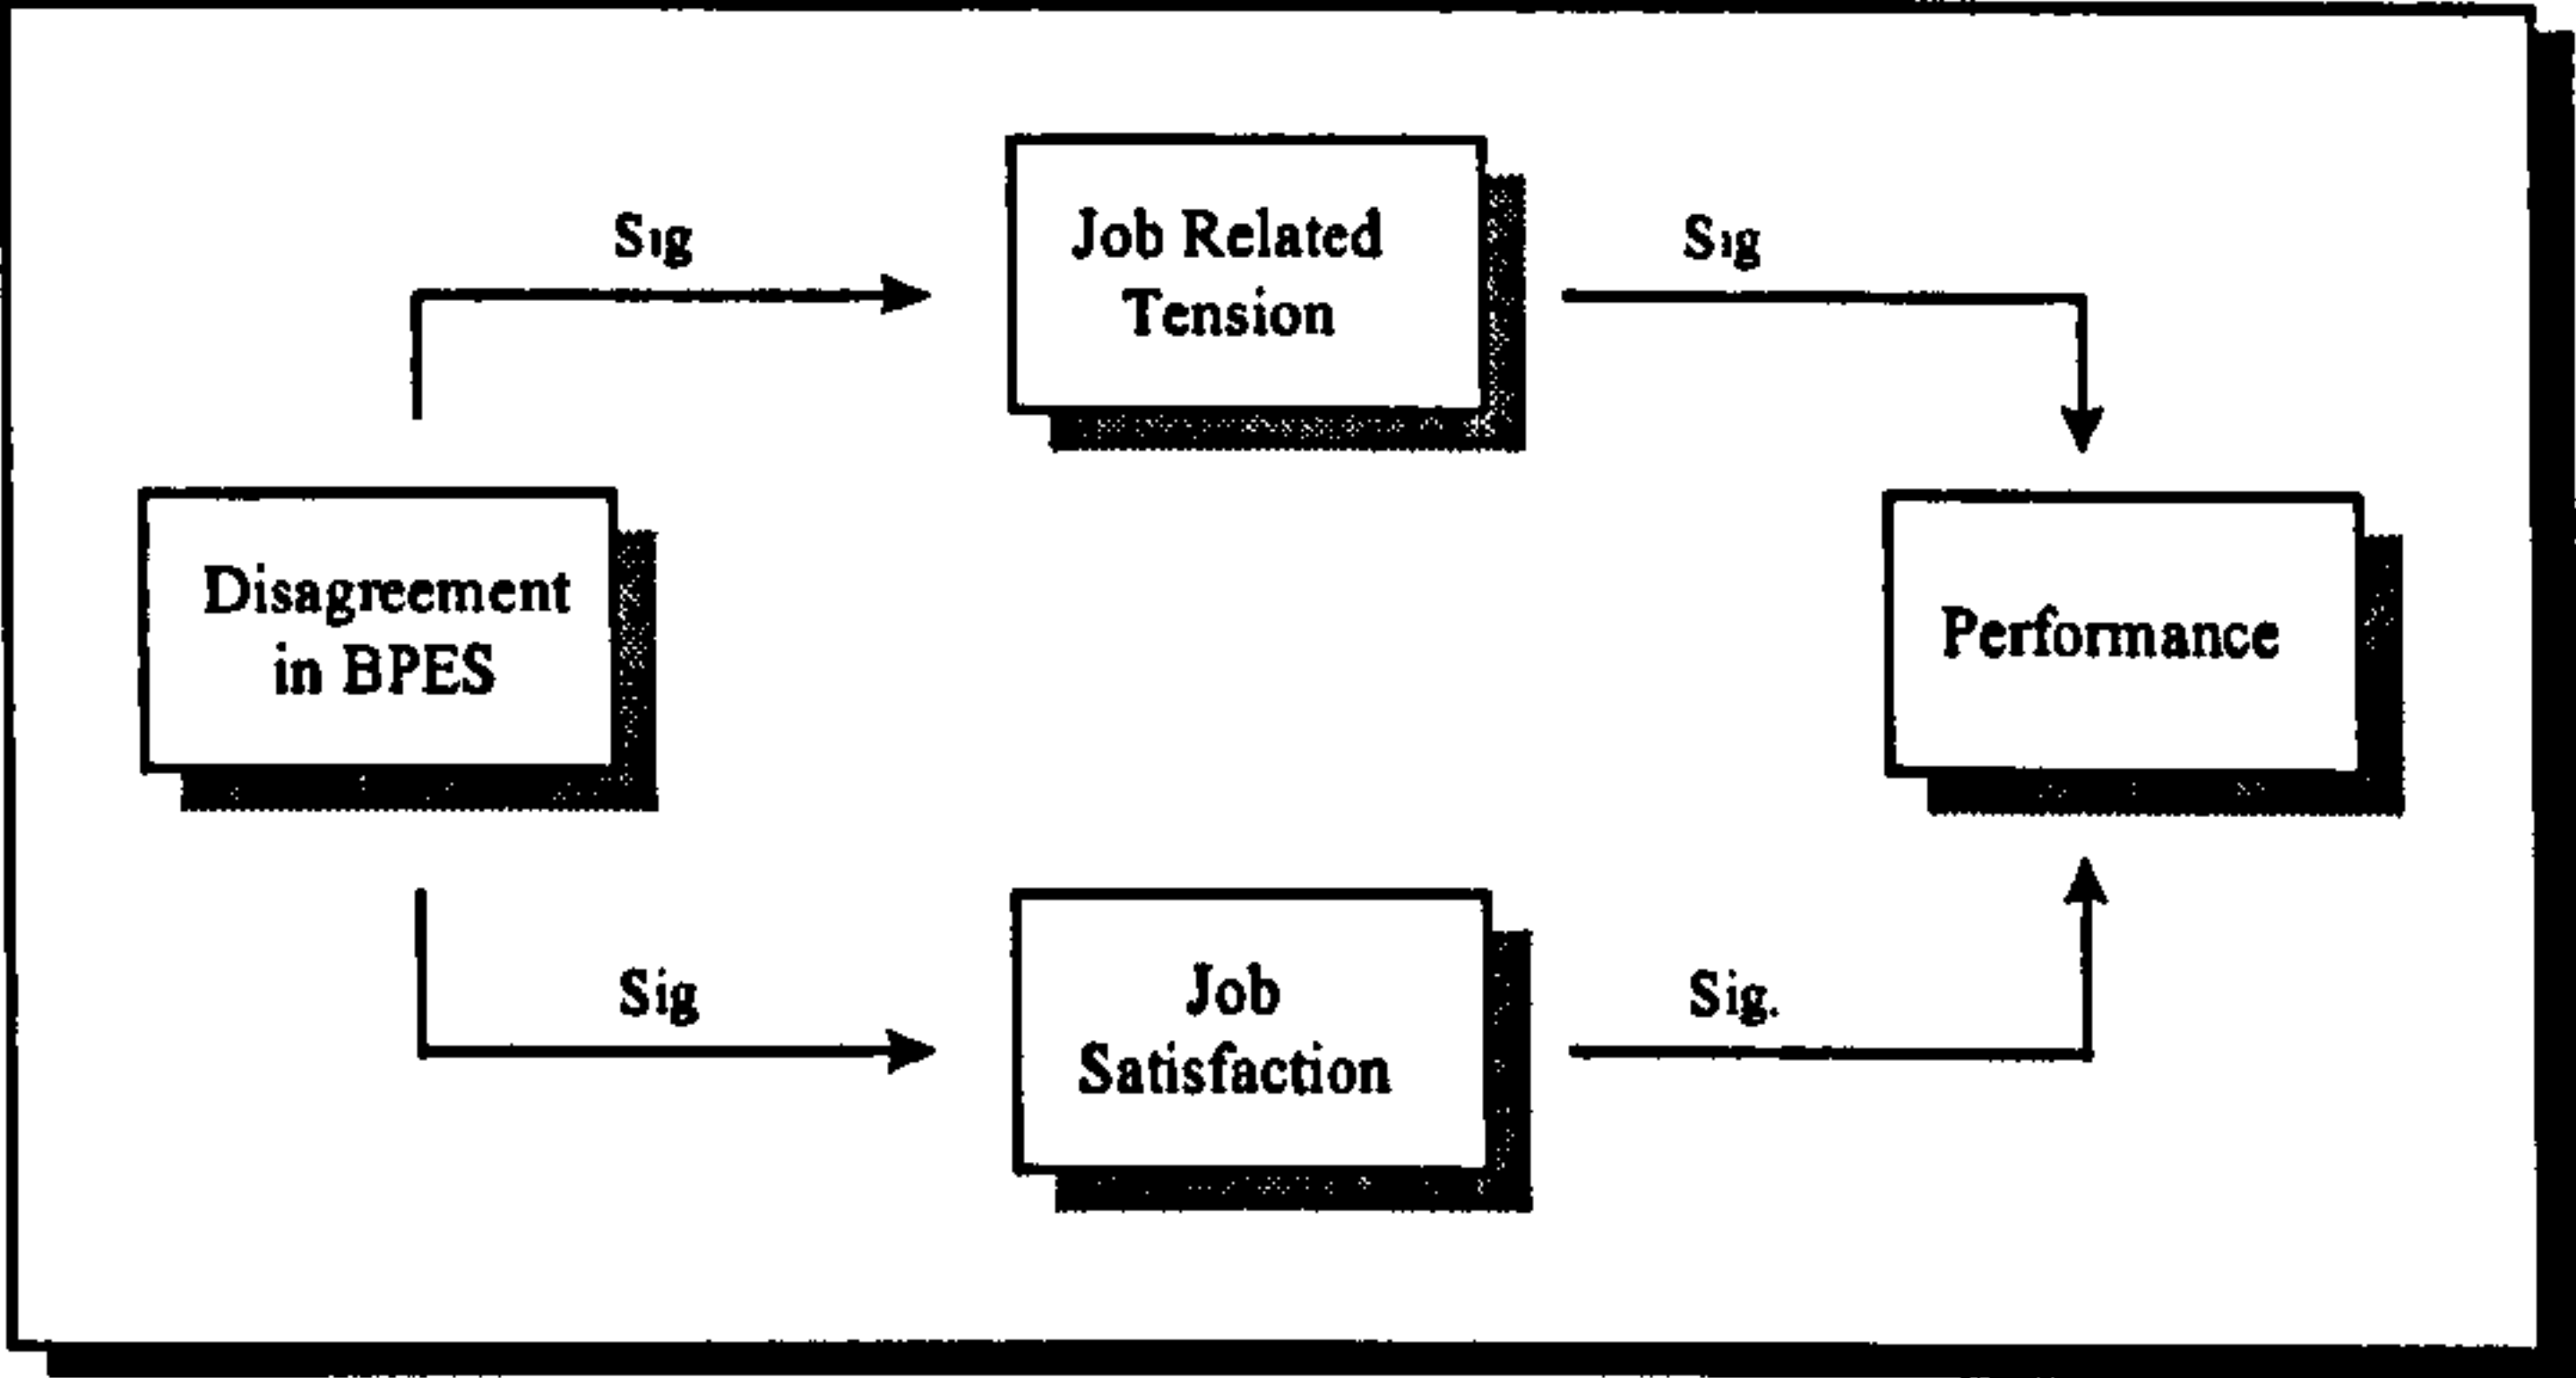 Sig
Job Related
Tension
Sig
Disagreement
in BPES
Performance
Sig
Job
Satisfaction
Sig.